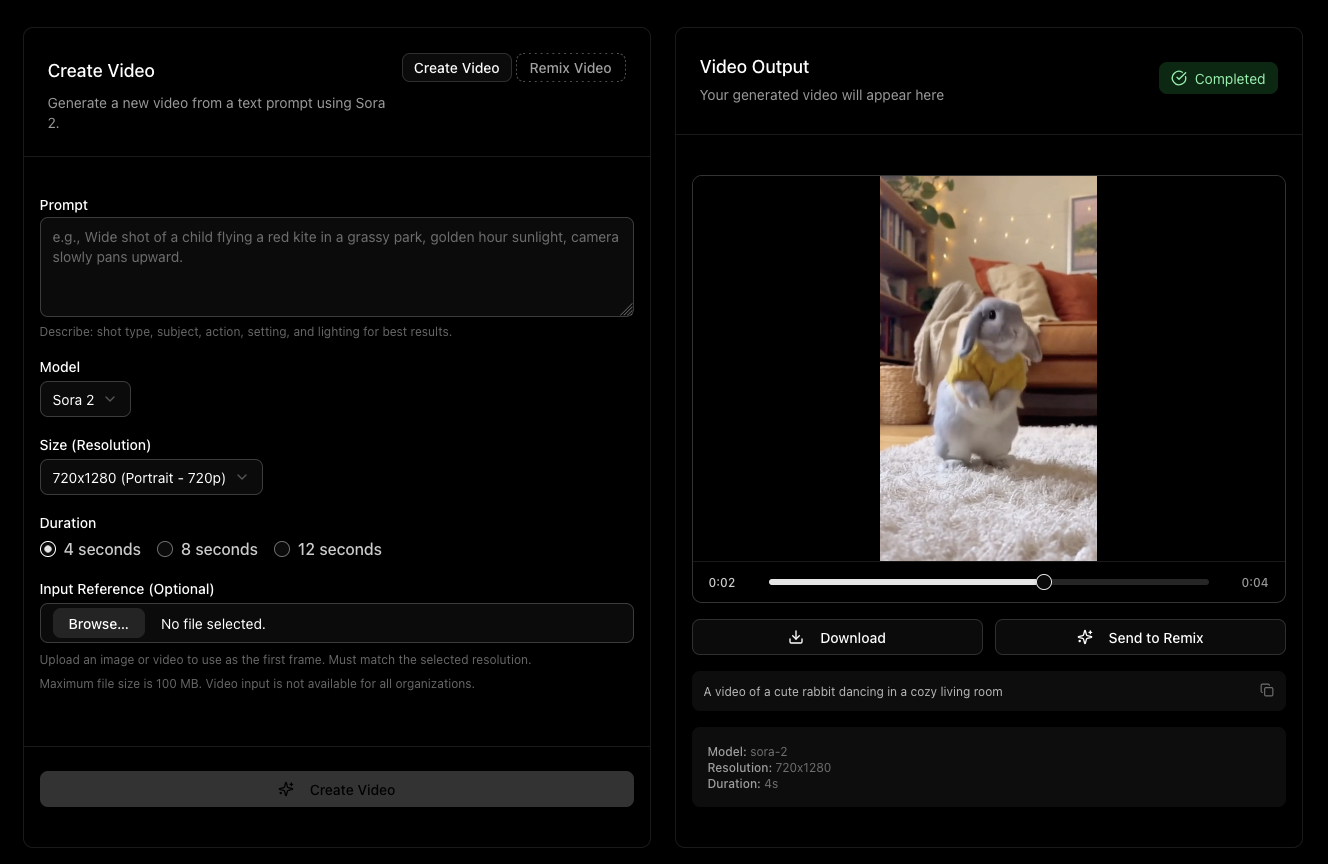 Create Video
Create Video
Remix Video
Generate a new video from a text prompt using Sora
2.
Prompt
e.g., Wide shot of a child flying a red kite in a grassy park, golden hour sunlight, camera
slowly pans upward.
Describe: shot type, subject, action, setting, and lighting for best results.
Model
Sora 2
Size (Resolution)
720x1280 (Portrait - 720p)
Duration
4 seconds
8 seconds
12 seconds
Input Reference (Optional)
Browse...
No file selected.
Upload an image or video to use as the first frame. Must match the selected resolution.
Maximum file size is 100 MB. Video input is not available for all organizations.
Create Video
Video Output
Your generated video will appear here
Completed
0:02
0:04
Download
Send to Remix
A video of a cute rabbit dancing in a cozy living room
Model: sora-2
Resolution: 720x1280
Duration: 4s